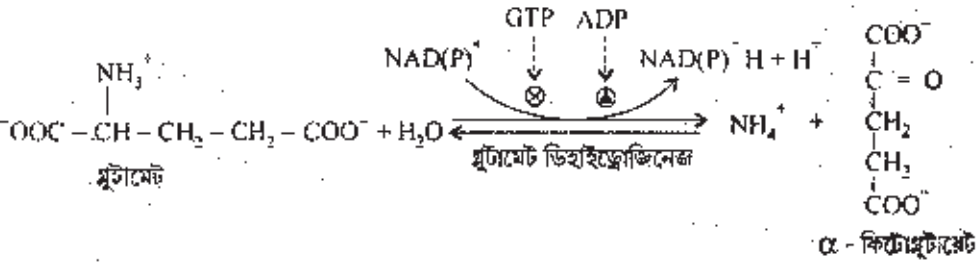 GTP ADP
NAD(P)⁺ NAD(P)⁻H + H⁻
NH₃⁺
⁻OOC – CH – CH₂ – CH₂ – COO⁻ + H₂O ⇌ NH₄⁺ +
গ্লুটামেট
গ্লুটামেট ডিহাইড্রোজিনেজ
COO⁻
C = O
CH₂
CH₂
COO⁻
α - কিটোগ্লুটারেট